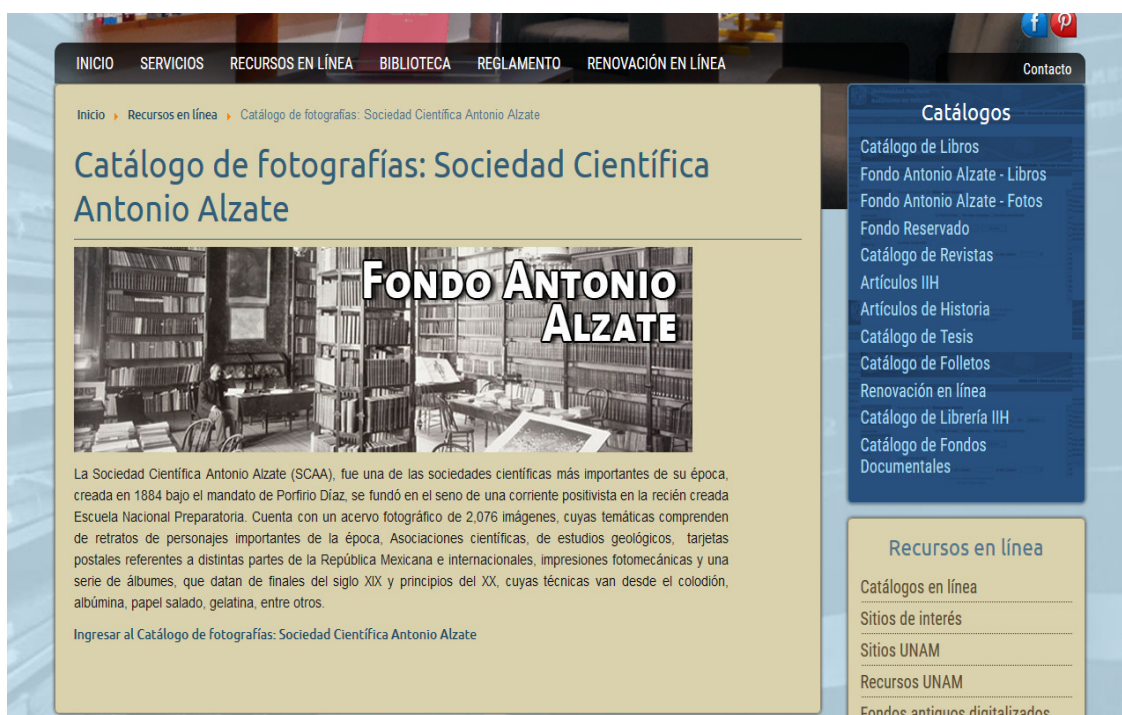 INICIO SERVICIOS RECURSOS EN LÍNEA BIBLIOTECA REGLAMENTO RENOVACIÓN EN LÍNEA
Contacto
Inicio Recursos en línea Catálogo de fotografías: Sociedad Científica Antonio Alzate
Catálogo de fotografías: Sociedad Científica
Antonio Alzate
FONDO ANTONIO
ALZATE
La Sociedad Científica Antonio Alzate (SCAA), fue una de las sociedades científicas más importantes de su época,
creada en 1884 bajo el mandato de Porfirio Díaz, se fundó en el seno de una corriente positivista en la recién creada
Escuela Nacional Preparatoria. Cuenta con un acervo fotográfico de 2,076 imágenes, cuyas temáticas comprenden
de retratos de personajes importantes de la época, Asociaciones científicas, de estudios geológicos, tarjetas
postales referentes a distintas partes de la República Mexicana e internacionales, impresiones fotomecánicas y una
serie de álbumes, que datan de finales del siglo XIX y principios del XX, cuyas técnicas van desde el colodión,
albúmina, papel salado, gelatina, entre otros.
Ingresar al Catálogo de fotografías: Sociedad Científica Antonio Alzate
Catálogos
Catálogo de Libros
Fondo Antonio Alzate - Libros
Fondo Antonio Alzate - Fotos
Fondo Reservado
Catálogo de Revistas
Artículos IIH
Artículos de Historia
Catálogo de Tesis
Catálogo de Folletos
Renovación en línea
Catálogo de Librería IIH
Catálogo de Fondos
Documentales
Recursos en línea
Catálogos en línea
Sitios de interés
Sitios UNAM
Recursos UNAM
Fondos antiguos digitalizados